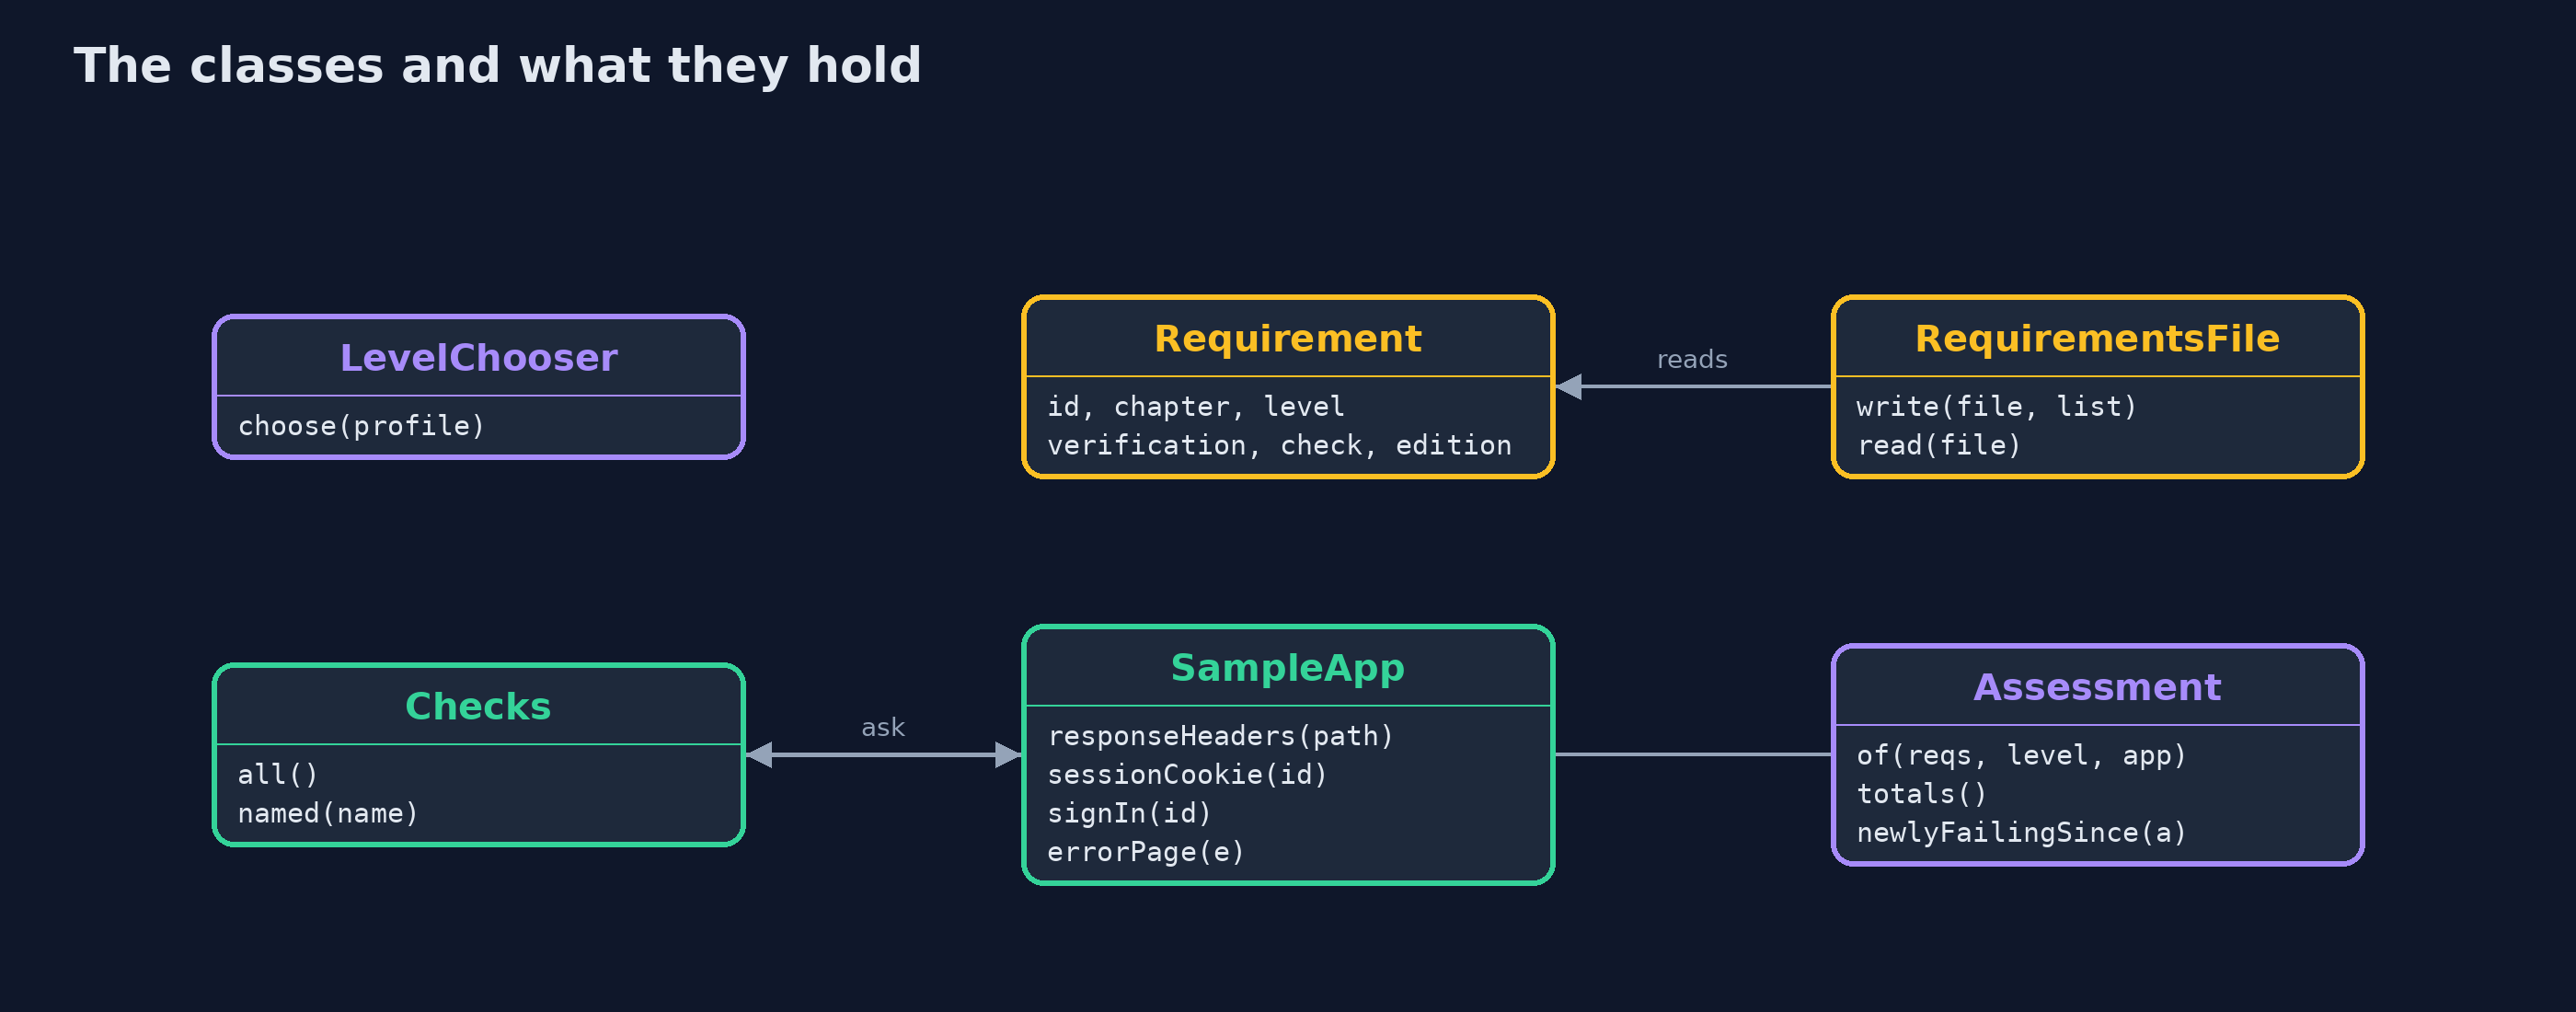 The classes and what they hold
LevelChooser
choose(profile)
Requirement
id, chapter, level
verification, check, edition
reads
RequirementsFile
write(file, list)
read(file)
Checks
all()
named(name)
ask
SampleApp
responseHeaders(path)
sessionCookie(id)
signIn(id)
errorPage(e)
Assessment
of(reqs, level, app)
totals()
newlyFailingSince(a)